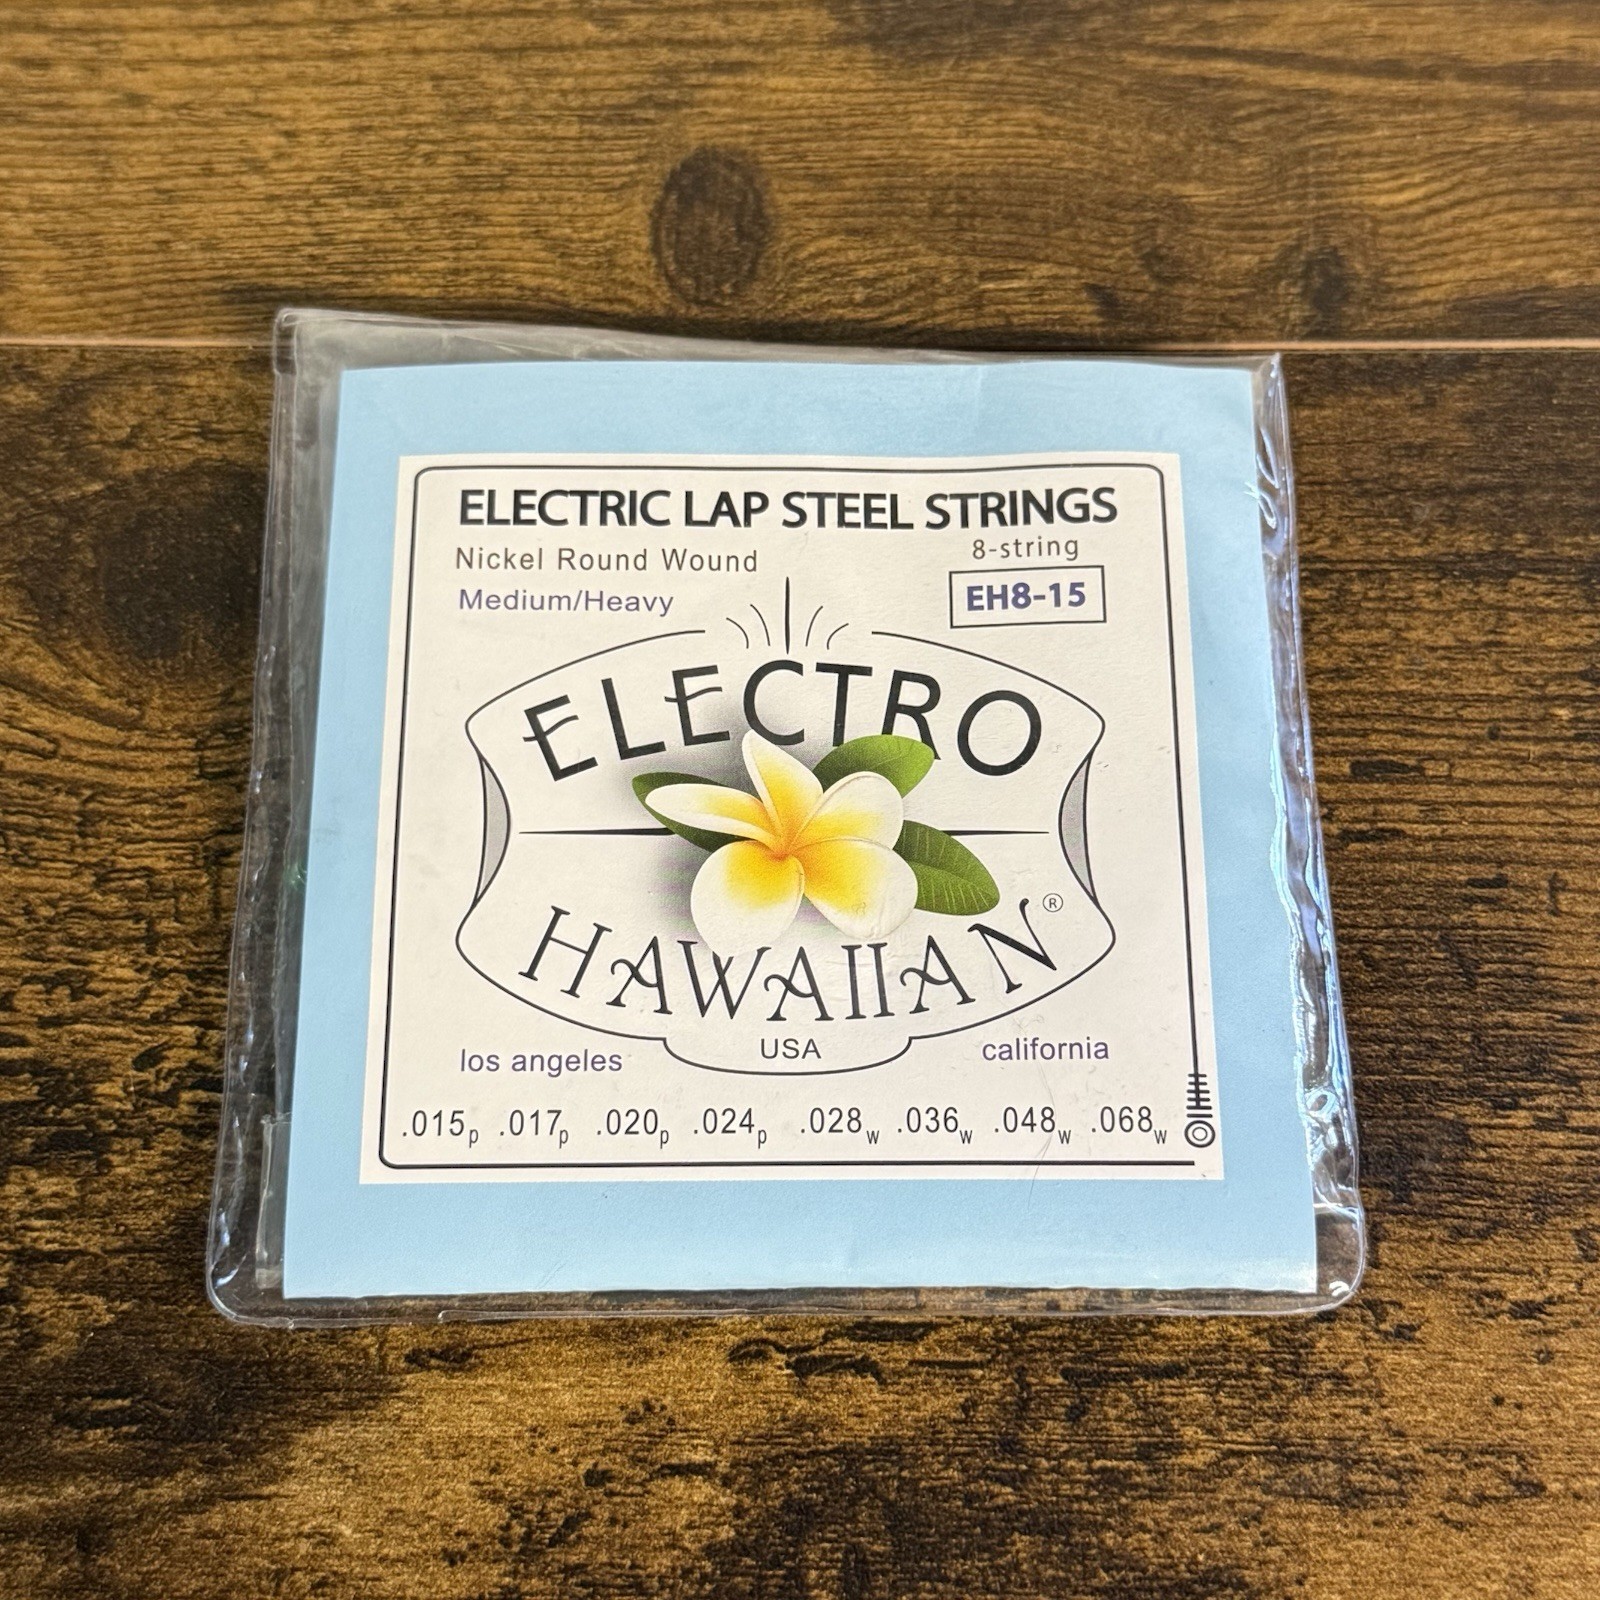 ELECTRIC LAP STEEL STRINGS
Nickel Round Wound
8-string
Medium/Heavy
EH8-15
ELECTRO
HAWAIIAN®
USA
los angeles
california
.015p .017p .020p .024p .028w .036w .048w .068w